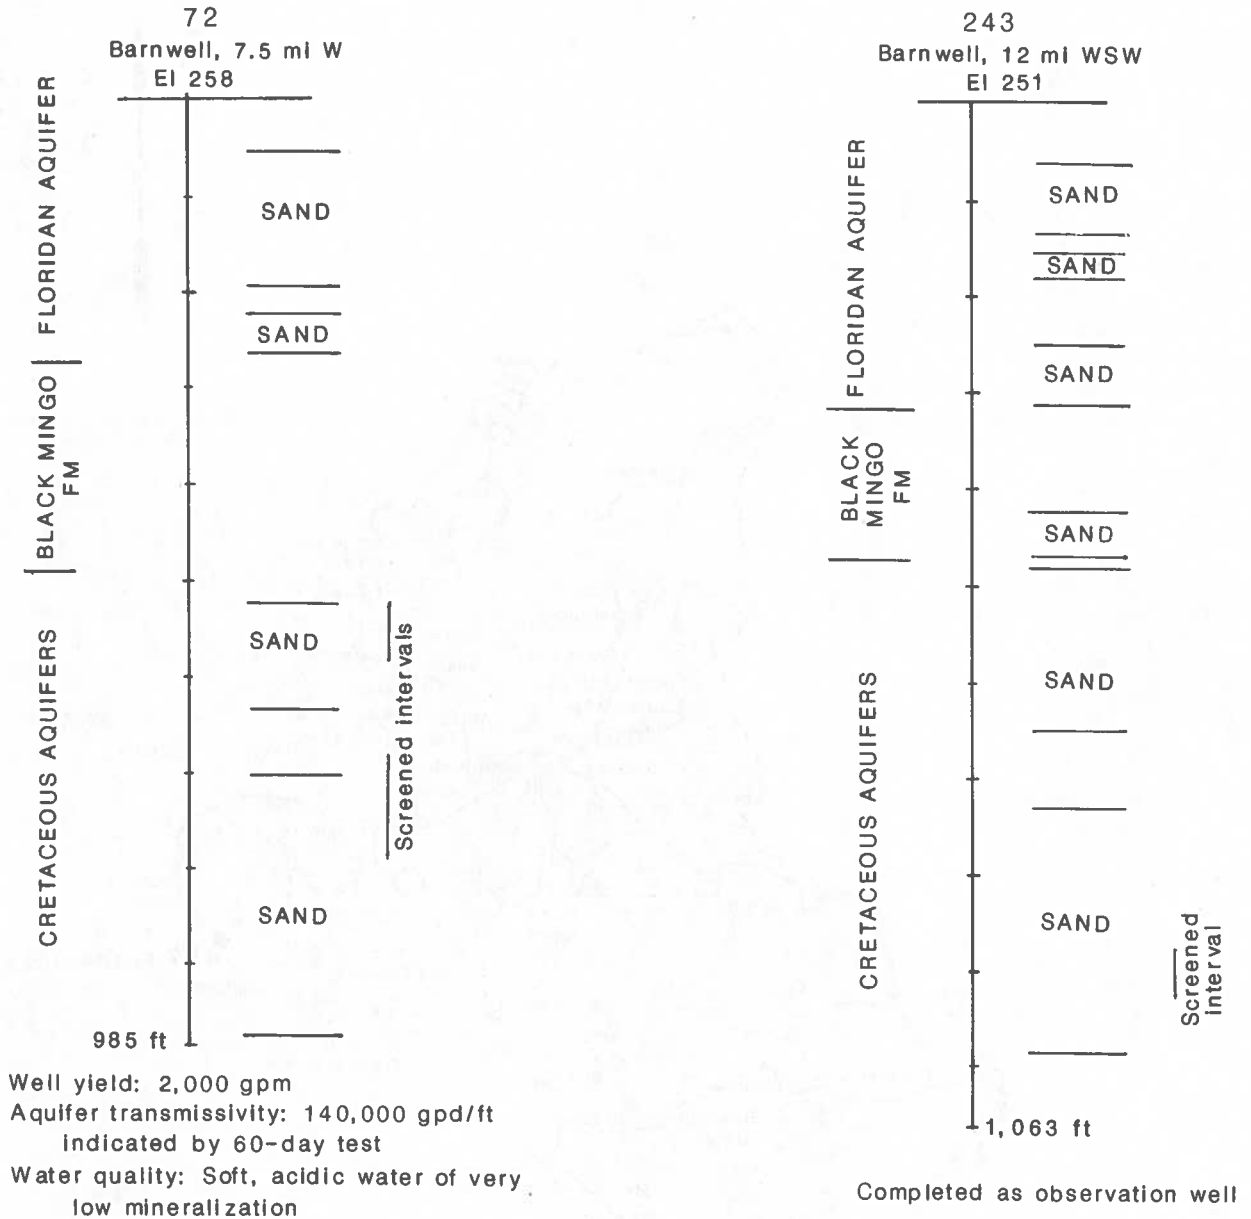 72
Barnwell, 7.5 mi W
El 258
FLORIDAN AQUIFER
BLACK MINGO
FM
CRETACEOUS AQUIFERS
SAND
SAND
SAND
SAND
Screened intervals
985 ft
Well yield: 2,000 gpm
Aquifer transmissivity: 140,000 gpd/ft
indicated by 60-day test
Water quality: Soft, acidic water of very
low mineralization
243
Barnwell, 12 mi WSW
El 251
FLORIDAN AQUIFER
BLACK
MINGO
FM
CRETACEOUS AQUIFERS
SAND
SAND
SAND
SAND
SAND
SAND
Screened
interval
1,063 ft
Completed as observation well